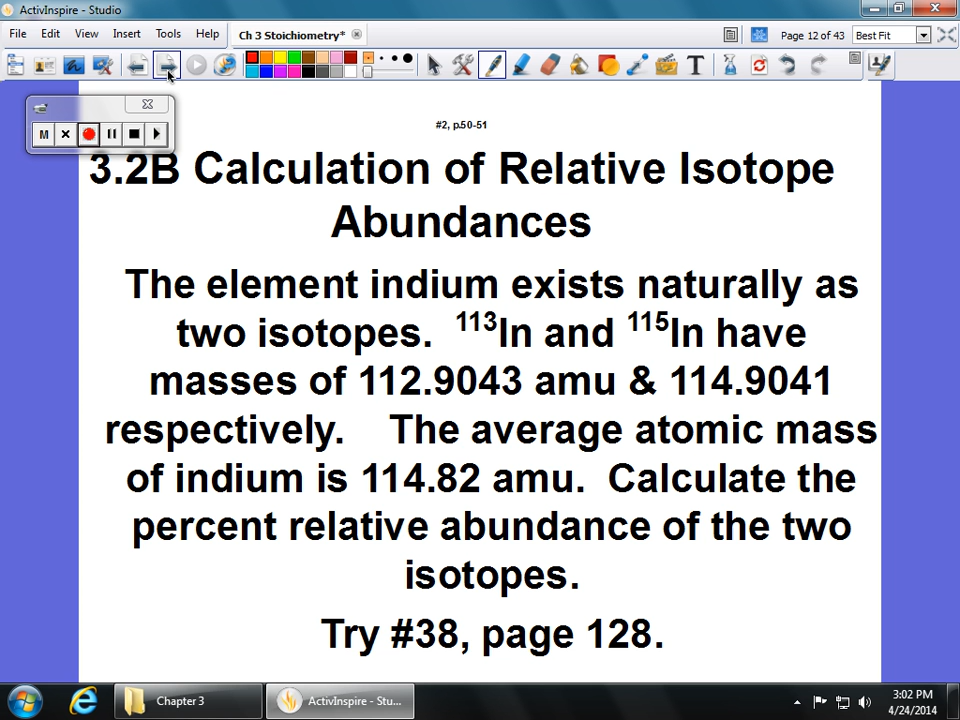 ActivInspire - Studio
File Edit View Insert Tools Help Ch 3 Stoichiometry* Page 12 of 43 Best Fit
T
M
#2, p.50-51
3.2B Calculation of Relative Isotope
Abundances
The element indium exists naturally as
two isotopes. ¹¹³In and ¹¹⁵In have
masses of 112.9043 amu & 114.9041
respectively. The average atomic mass
of indium is 114.82 amu. Calculate the
percent relative abundance of the two
isotopes.
Try #38, page 128.
Chapter 3 ActivInspire - Stu... 3:02 PM
4/24/2014